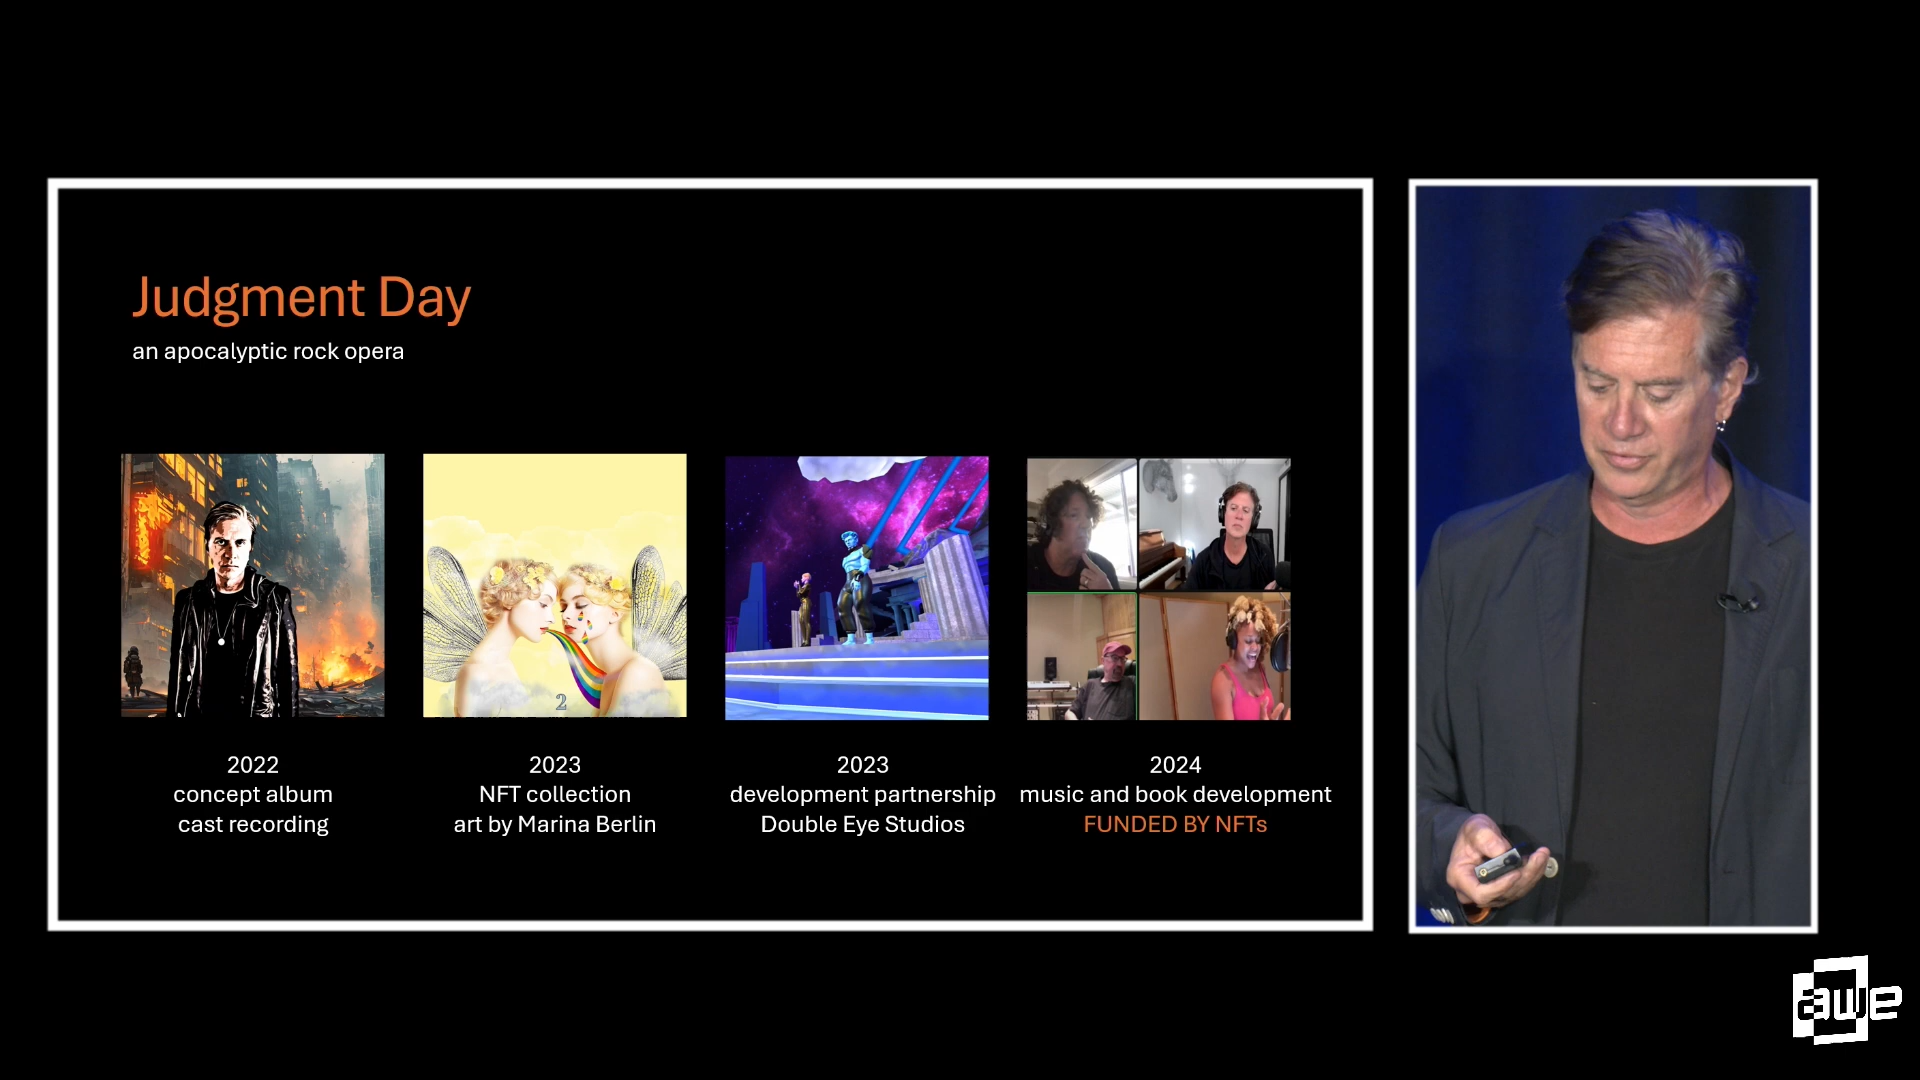 Judgment Day
an apocalyptic rock opera
2
2022
concept album
cast recording
2023
NFT collection
art by Marina Berlin
2023
development partnership
Double Eye Studios
2024
music and book development
FUNDED BY NFTs
awe